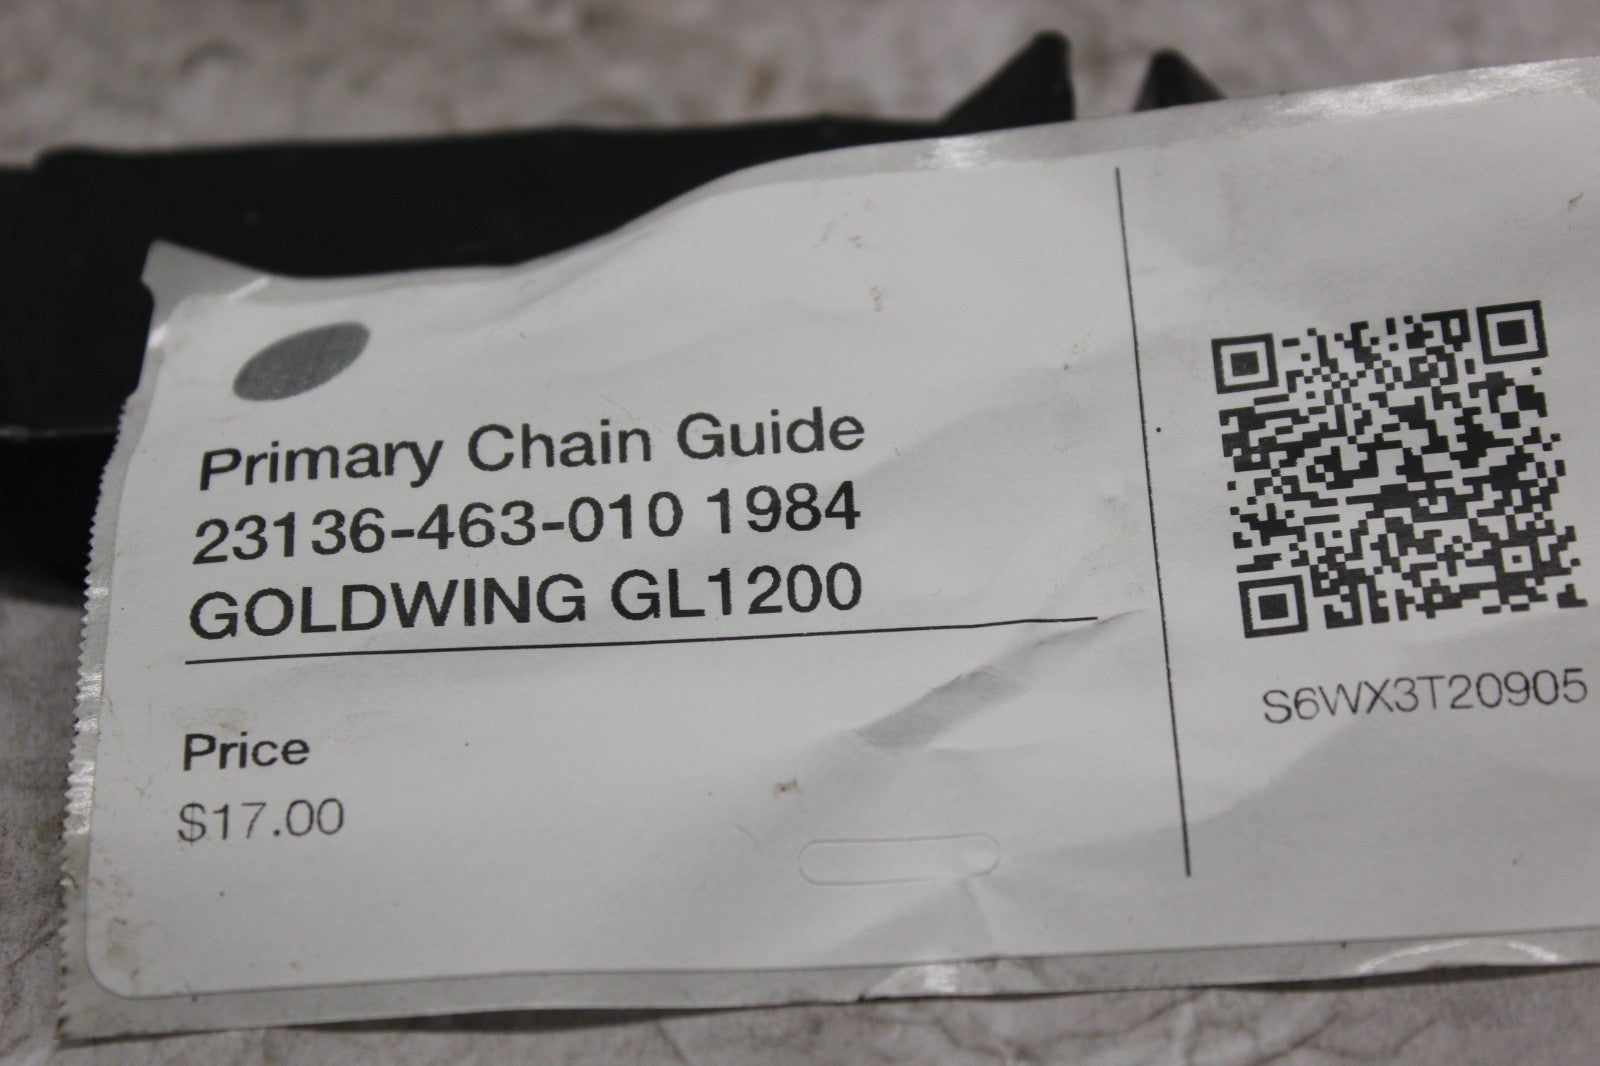 Primary Chain Guide
23136-463-010 1984
GOLDWING GL1200
Price
$17.00
S6WX3T20905